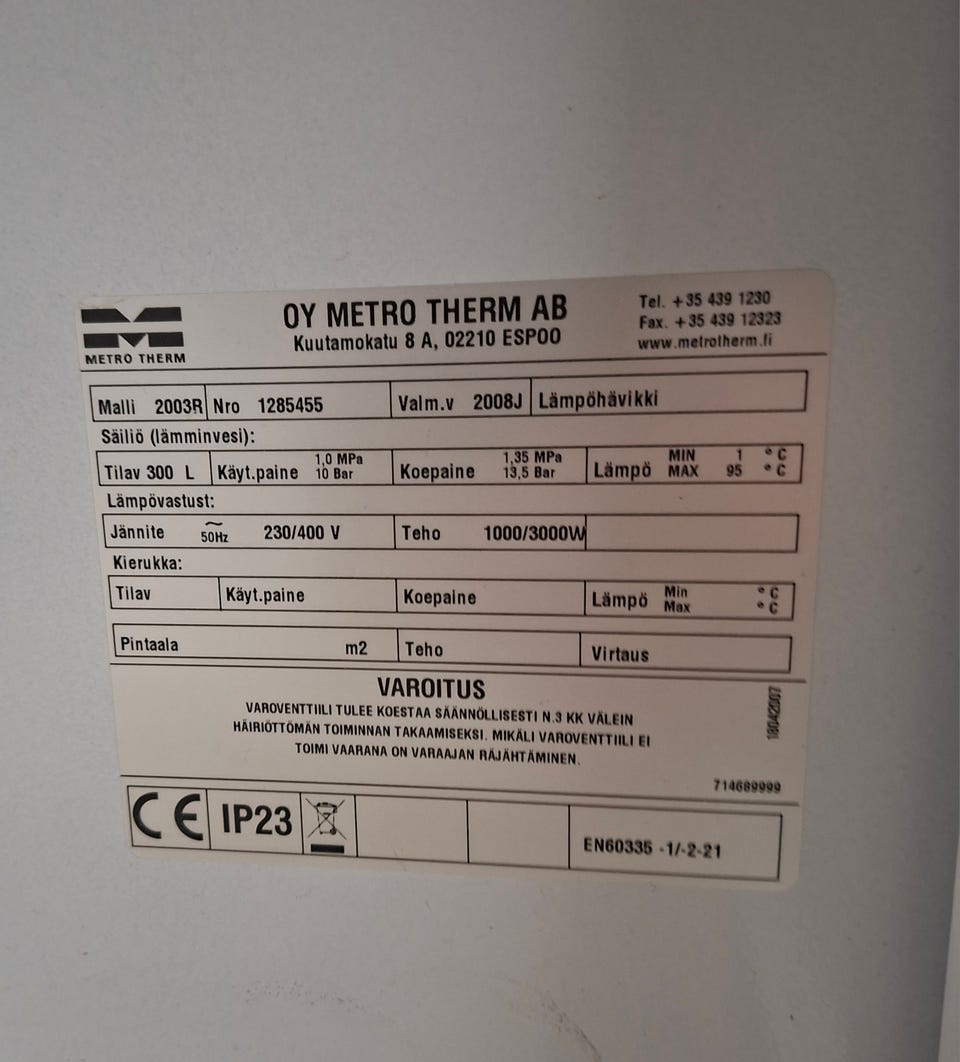 METRO THERM
OY METRO THERM AB
Kuutamokatu 8 A, 02210 ESPOO
Tel. +35 439 1230
Fax. +35 439 12323
www.metrotherm.fi
Malli 2003R Nro 1285455 Valm.v 2008J Lämpöhävikki
Säiliö (lämminvesi):
Tilav 300 L Käyt.paine 1,0 MPa 10 Bar Koepaine 1,35 MPa 13,5 Bar Lämpö MIN 1 °C MAX 95 °C
Lämpövastust:
Jännite ~ 50Hz 230/400 V Teho 1000/3000W
Kierukka:
Tilav Käyt.paine Koepaine Lämpö Min °C Max °C
Pintaala m2 Teho Virtaus
VAROITUS
VAROVENTTIILI TULEE KOESTAA SÄÄNNÖLLISESTI N.3 KK VÄLEIN
HÄIRIÖTTÖMÄN TOIMINNAN TAKAAMISEKSI. MIKÄLI VAROVENTTIILI EI
TOIMI VAARANA ON VARAAJAN RÄJÄHTÄMINEN.
18042007
714689999
CE IP23 EN60335 -1/-2-21